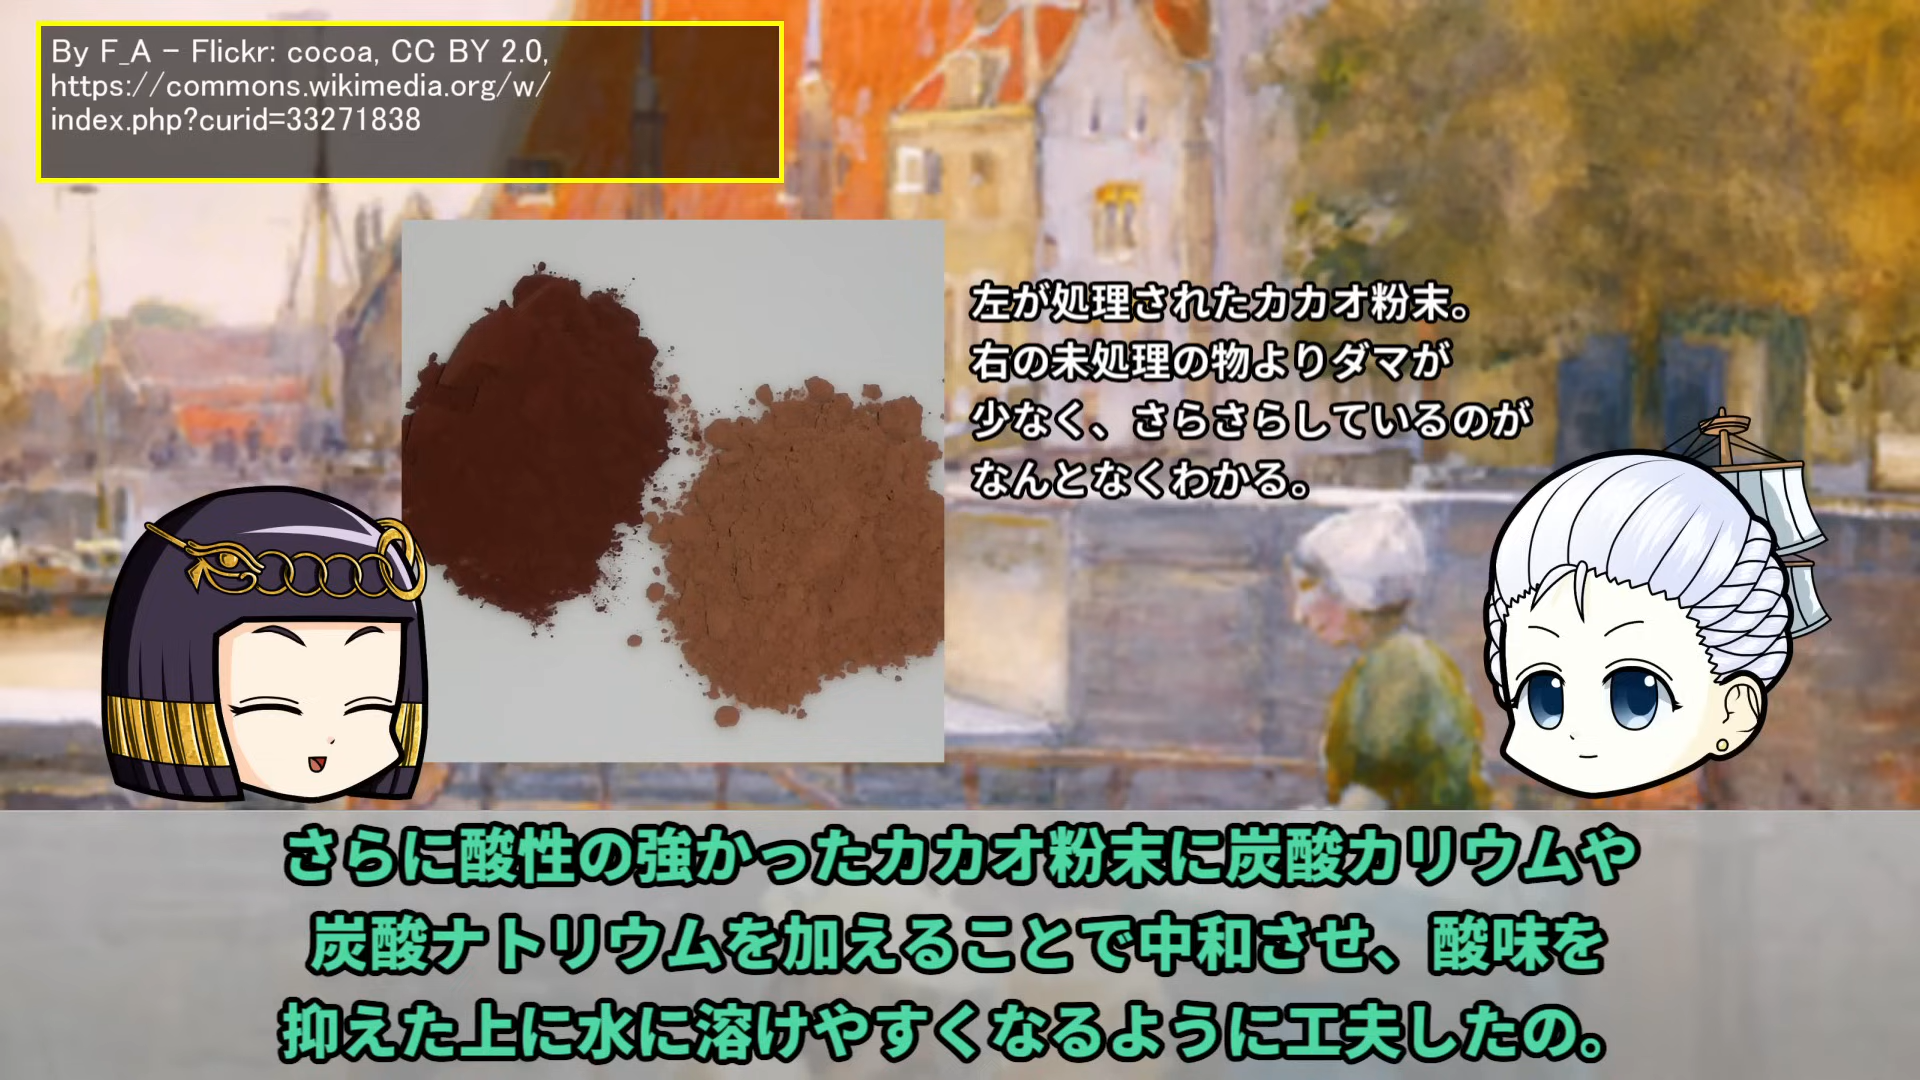 By F_A - Flickr: cocoa, CC BY 2.0,
https://commons.wikimedia.org/w/
index.php?curid=33271838
左が処理されたカカオ粉末。
右の未処理の物よりダマが
少なく、さらさらしているのが
なんとなくわかる。
さらに酸性の強かったカカオ粉末に炭酸カリウムや
炭酸ナトリウムを加えることで中和させ、酸味を
抑えた上に水に溶けやすくなるように工夫したの。